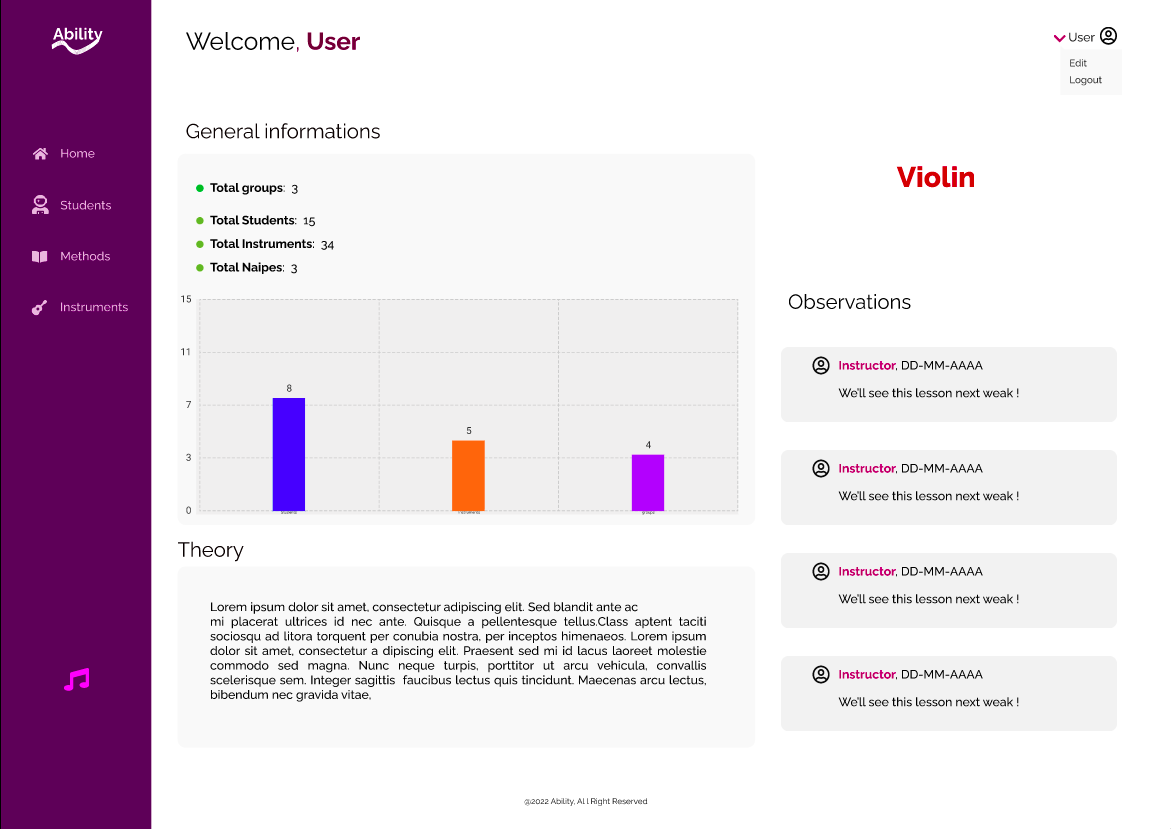 Ability
Welcome, User
User
Edit
Logout
Home
Students
Methods
Instruments
General informations
Total groups: 3
Total Students: 15
Total Instruments: 34
Total Naipes: 3
15
11
7
3
0
8
5
4
students
instruments
groups
Theory
Lorem ipsum dolor sit amet, consectetur adipiscing elit. Sed blandit ante ac
mi placerat ultrices id nec ante. Quisque a pellentesque tellus.Class aptent taciti
sociosqu ad litora torquent per conubia nostra, per inceptos himenaeos. Lorem ipsum
dolor sit amet, consectetur a dipiscing elit. Praesent sed mi id lacus laoreet molestie
commodo sed magna. Nunc neque turpis, porttitor ut arcu vehicula, convallis
scelerisque sem. Integer sagittis faucibus lectus quis tincidunt. Maecenas arcu lectus,
bibendum nec gravida vitae,
Violin
Observations
Instructor, DD-MM-AAAA
We'll see this lesson next weak !
Instructor, DD-MM-AAAA
We'll see this lesson next weak !
Instructor, DD-MM-AAAA
We'll see this lesson next weak !
Instructor, DD-MM-AAAA
We'll see this lesson next weak !
@2022 Ability, Al l Right Reserved